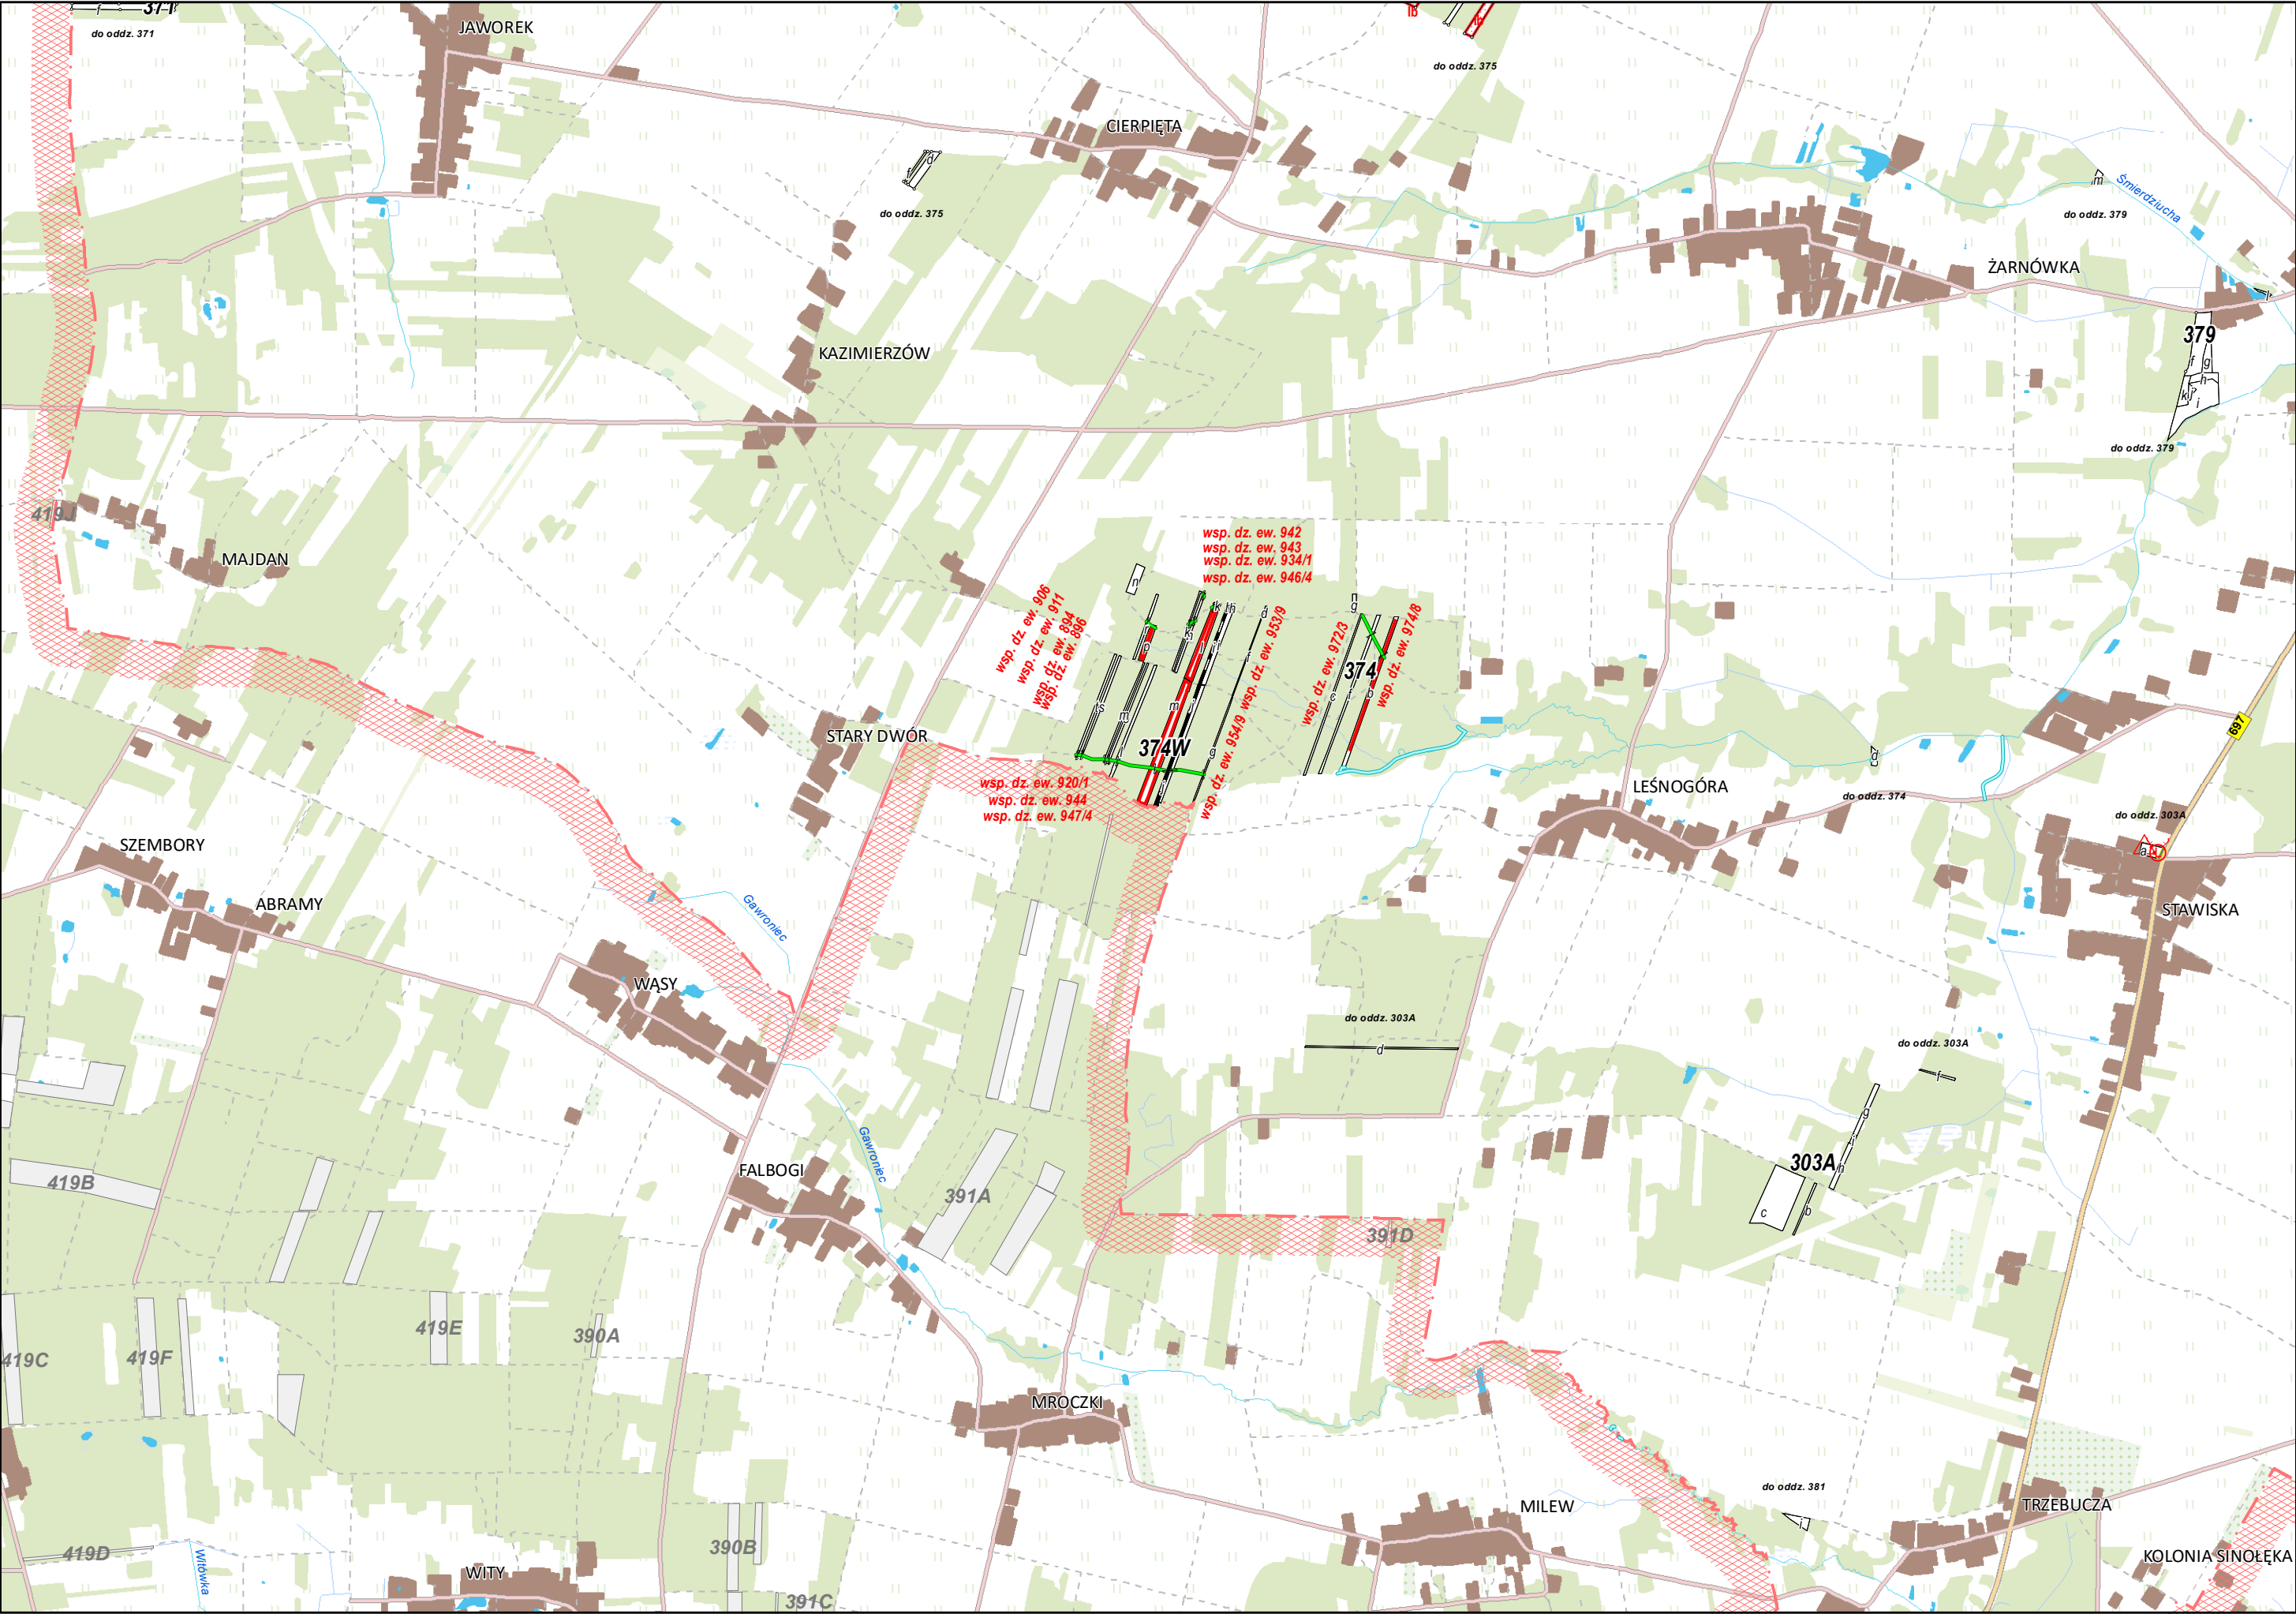 371
f
do oddz. 371
JAWOREK
lb
lb
do oddz. 375
CIERPIĘTA
d
f
do oddz. 375
m
Śmierdziucha
do oddz. 379
ŻARNÓWKA
379
f g
h
k j
i
do oddz. 379
KAZIMIERZÓW
419J
MAJDAN
wsp. dz. ew. 942
wsp. dz. ew. 943
wsp. dz. ew. 934/1
wsp. dz. ew. 946/4
wsp. dz. ew. 906
wsp. dz. ew. 911
wsp. dz. ew. 894
wsp. dz. ew. 896
n
r
p
k
h
d
g
f
l
wsp. dz. ew. 953/9
wsp. dz. ew. 972/3
374
wsp. dz. ew. 974/8
c
f
b
s
m
m
g
374W
wsp. dz. ew. 954/9
STARY DWÓR
wsp. dz. ew. 920/1
wsp. dz. ew. 944
wsp. dz. ew. 947/4
697
d
LEŚNOGÓRA
do oddz. 374
do oddz. 303A
a
STAWISKA
SZEMBORY
ABRAMY
Gawroniec
WĄSY
do oddz. 303A
d
do oddz. 303A
f
g
i
h
303A
c
b
Gawroniec
FALBOGI
391A
419B
391D
419E
390A
419C
419F
MROCZKI
do oddz. 381
i
MILEW
TRZEBUCZA
KOLONIA SINOŁĘKA
390B
419D
Witówka
WITY
391C